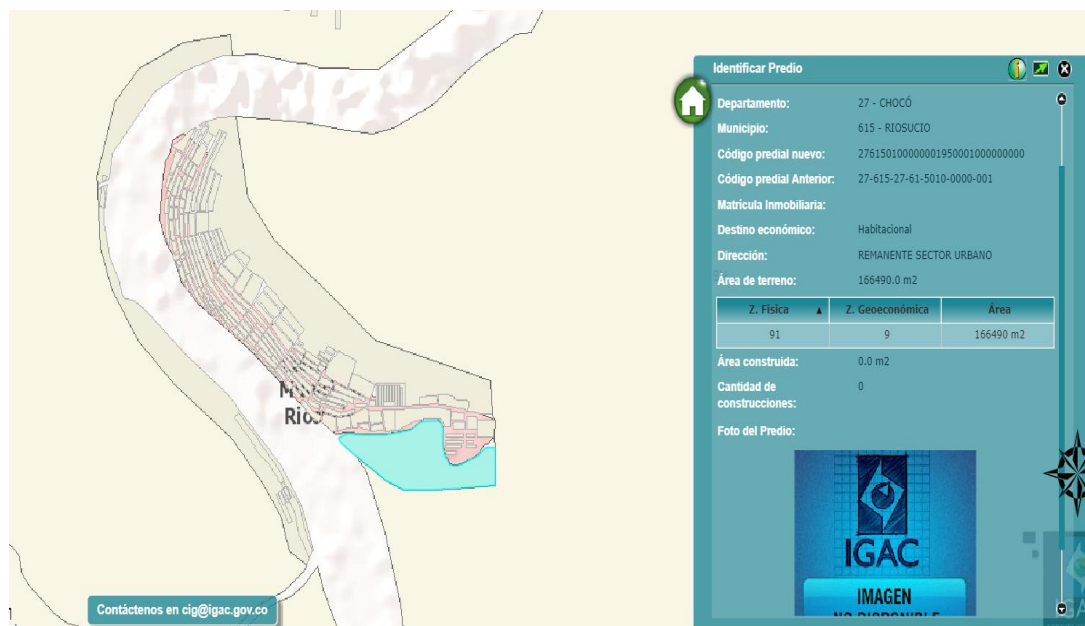 Identificar Predio
Departamento: 27 - CHOCÓ
Municipio: 615 - RIOSUCIO
Código predial nuevo: 276150100000001950001000000000
Código predial Anterior: 27-615-27-61-5010-0000-001
Matrícula Inmobiliaria:
Destino económico: Habitacional
Dirección: REMANENTE SECTOR URBANO
Área de terreno: 166490.0 m2
Z. Fisica ▲ Z. Geoeconómica Área
91 9 166490 m2
Área construida: 0.0 m2
Cantidad de construcciones: 0
Foto del Predio:
IGAC
IMAGEN
NO DISPONIBLE
Contáctenos en cig@igac.gov.co